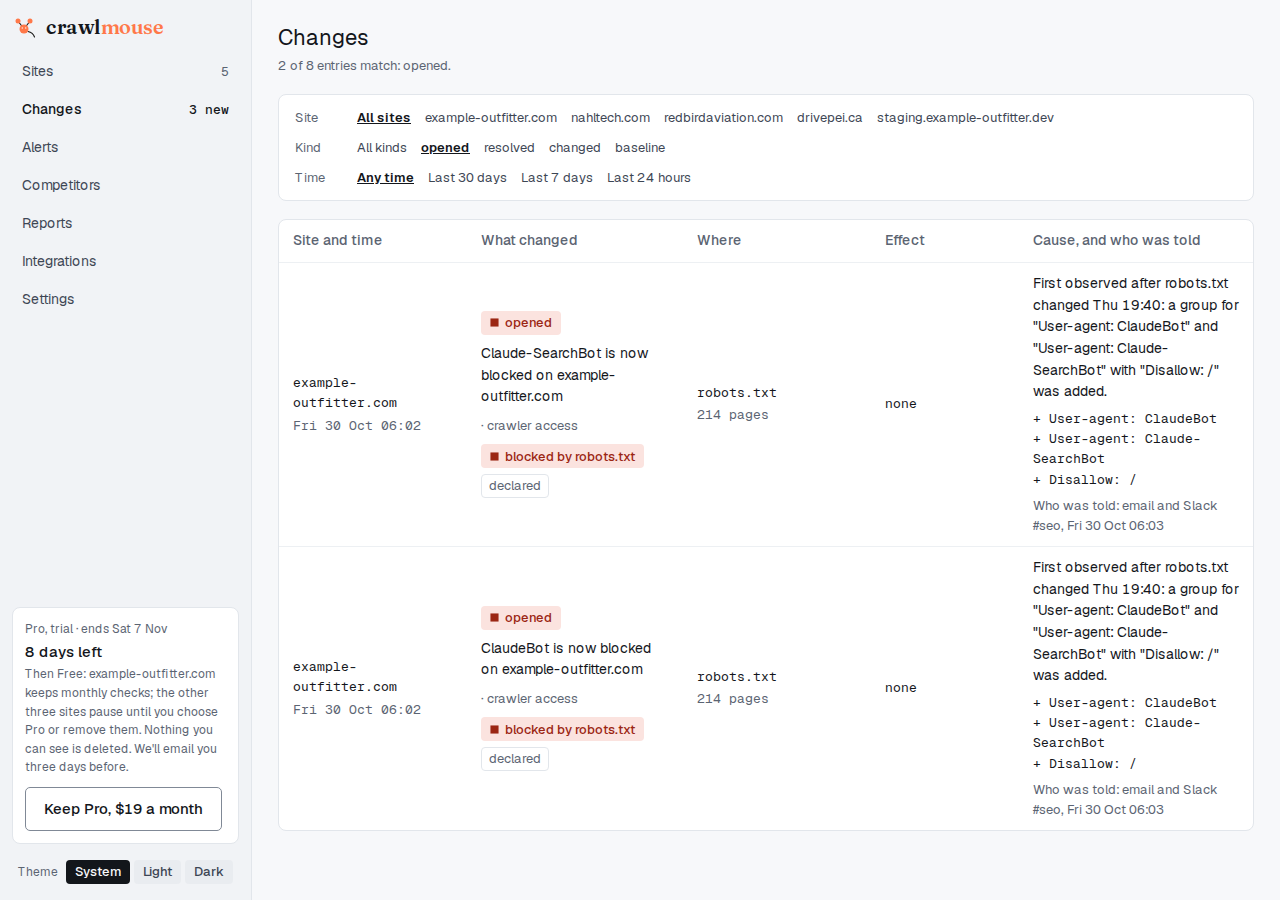 crawlmouse
Sites 5
Changes 3 new
Alerts
Competitors
Reports
Integrations
Settings
Pro, trial · ends Sat 7 Nov
8 days left
Then Free: example-outfitter.com
keeps monthly checks; the other
three sites pause until you choose
Pro or remove them. Nothing you
can see is deleted. We'll email you
three days before.
Keep Pro, $19 a month
Theme System Light Dark
Changes
2 of 8 entries match: opened.
Site All sites example-outfitter.com nahltech.com redbirdaviation.com drivepei.ca staging.example-outfitter.dev
Kind All kinds opened resolved changed baseline
Time Any time Last 30 days Last 7 days Last 24 hours
Site and time What changed Where Effect Cause, and who was told
example-
outfitter.com
Fri 30 Oct 06:02
opened
Claude-SearchBot is now
blocked on example-
outfitter.com
· crawler access
blocked by robots.txt
declared
robots.txt
214 pages
none
First observed after robots.txt
changed Thu 19:40: a group for
"User-agent: ClaudeBot" and
"User-agent: Claude-
SearchBot" with "Disallow: /"
was added.
+ User-agent: ClaudeBot
+ User-agent: Claude-
SearchBot
+ Disallow: /
Who was told: email and Slack
#seo, Fri 30 Oct 06:03
example-
outfitter.com
Fri 30 Oct 06:02
opened
ClaudeBot is now blocked
on example-outfitter.com
· crawler access
blocked by robots.txt
declared
robots.txt
214 pages
none
First observed after robots.txt
changed Thu 19:40: a group for
"User-agent: ClaudeBot" and
"User-agent: Claude-
SearchBot" with "Disallow: /"
was added.
+ User-agent: ClaudeBot
+ User-agent: Claude-
SearchBot
+ Disallow: /
Who was told: email and Slack
#seo, Fri 30 Oct 06:03